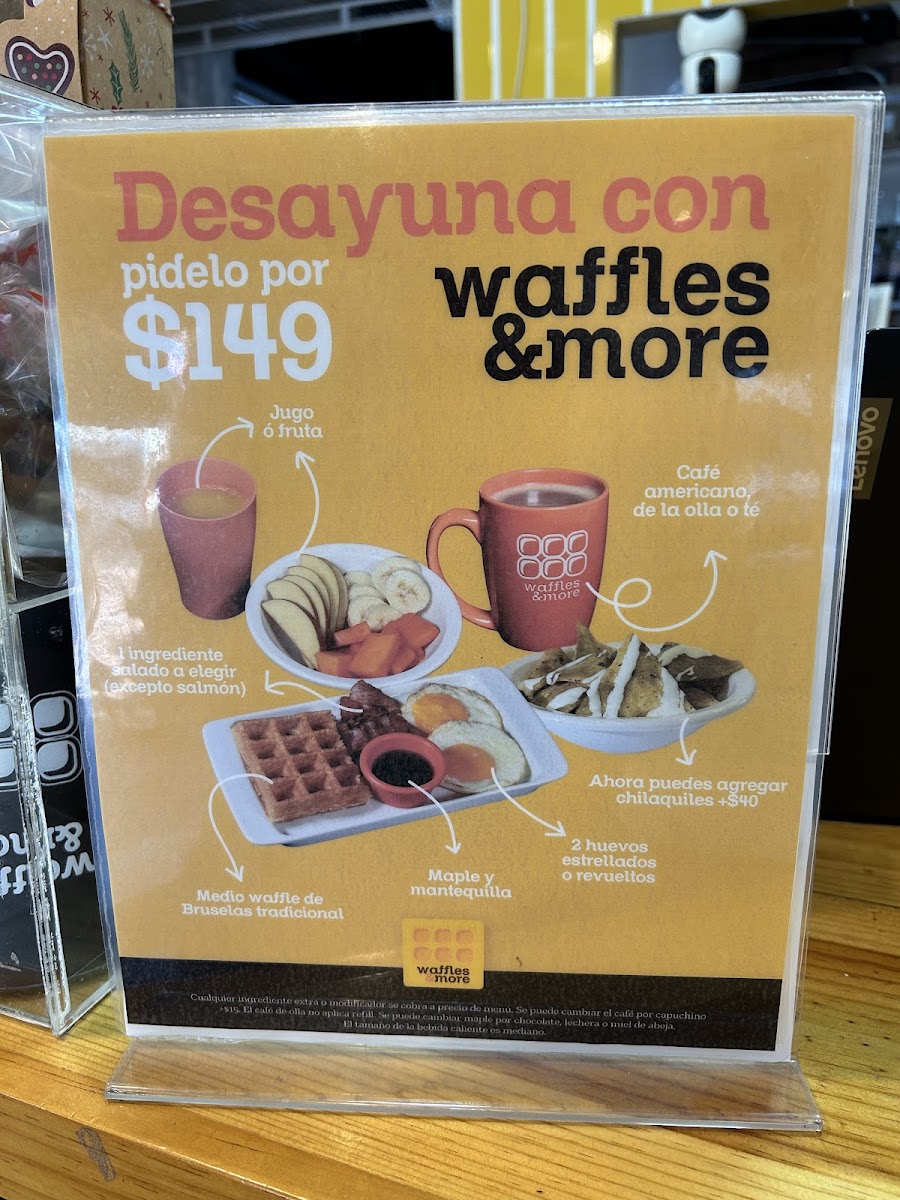 Desayuna con
pidelo por
$149
waffles
&more
Jugo
ó fruta
Café
americano,
de la olla o té
waffles
&more
1 ingrediente
salado a elegir
(excepto salmón)
Ahora puedes agregar
chilaquiles +$40
2 huevos
estrellados
o revueltos
Maple y
mantequilla
Medio waffle de
Bruselas tradicional
waffles
&more
Cualquier ingrediente extra o modificador se cobra a precio de menu. Se puede cambiar el café por capuchino
+$15. El café de olla no aplica refill. Se puede cambiar maple por chocolate, lechera o miel de abeja.
El tamaño de la bebida caliente es mediano.
Lenovo